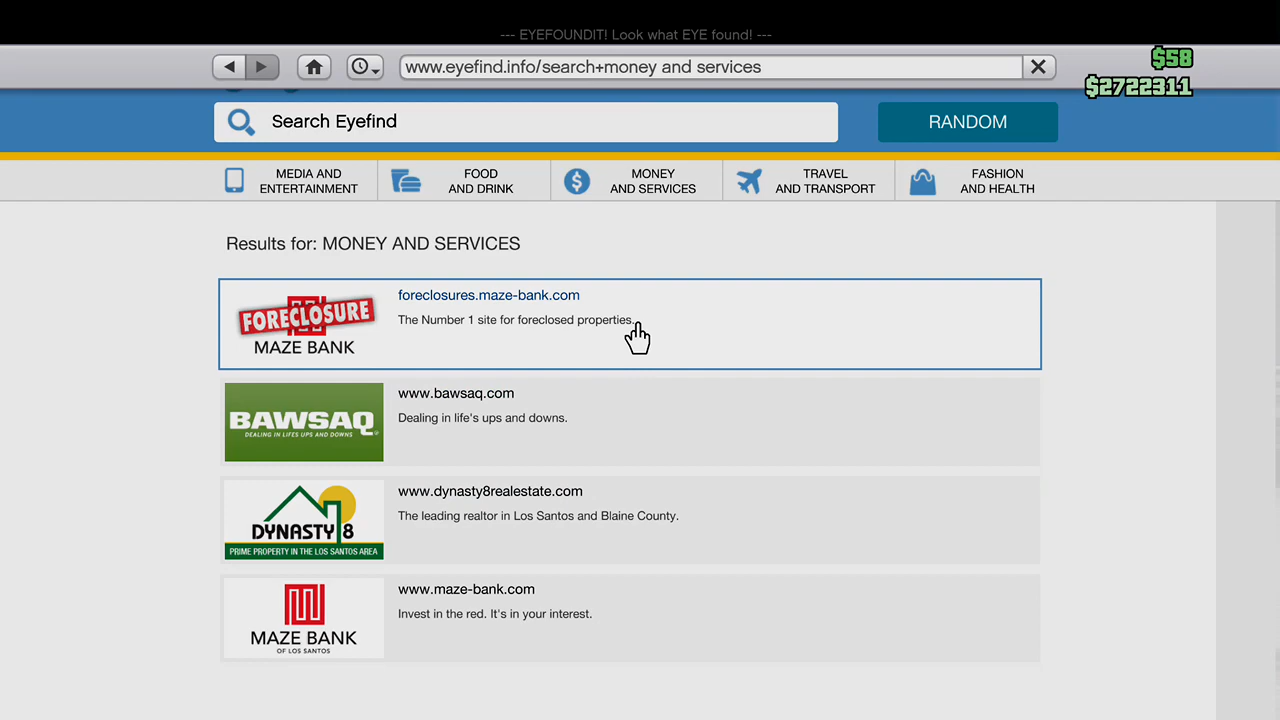 --- EYEFOUNDIT! Look what EYE found! ---
www.eyefind.info/search+money and services
$58
$2722311
Search Eyefind
RANDOM
MEDIA AND
ENTERTAINMENT
FOOD
AND DRINK
MONEY
AND SERVICES
TRAVEL
AND TRANSPORT
FASHION
AND HEALTH
Results for: MONEY AND SERVICES
FORECLOSURE
MAZE BANK
foreclosures.maze-bank.com
The Number 1 site for foreclosed properties.
BAWSAQ
DEALING IN LIFES UPS AND DOWNS
www.bawsaq.com
Dealing in life's ups and downs.
DYNASTY 8
PRIME PROPERTY IN THE LOS SANTOS AREA
www.dynasty8realestate.com
The leading realtor in Los Santos and Blaine County.
MAZE BANK
OF LOS SANTOS
www.maze-bank.com
Invest in the red. It's in your interest.